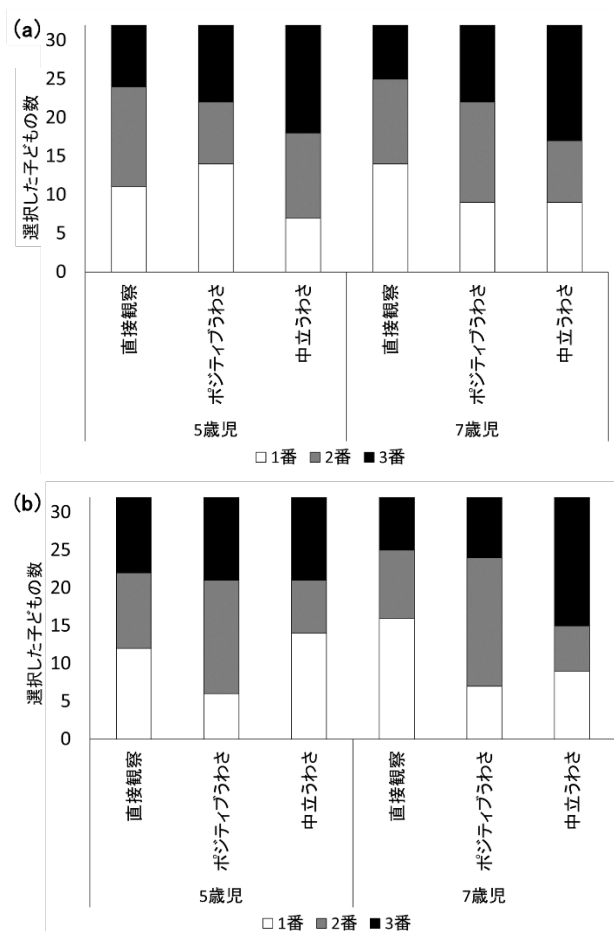 (a)
選択した子どもの数
30
25
20
15
10
5
0
直接観察
ポジティブうわさ
中立うわさ
直接観察
ポジティブうわさ
中立うわさ
5歳児
7歳児
1番 2番 3番
(b)
選択した子どもの数
30
25
20
15
10
5
0
直接観察
ポジティブうわさ
中立うわさ
直接観察
ポジティブうわさ
中立うわさ
5歳児
7歳児
1番 2番 3番